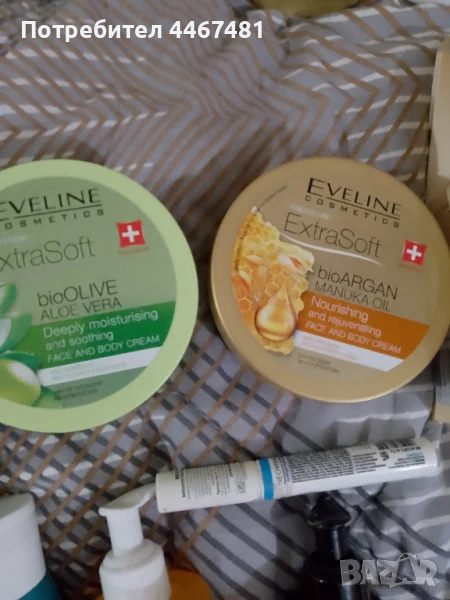 Потребител 4467481
EVELINE
COSMETICS
ExtraSoft
bioOLIVE
ALOE VERA
Deeply moisturising
and soothing
FACE AND BODY CREAM
EVELINE
COSMETICS
ExtraSoft
bioARGAN
MANUKA OIL
Nourishing
and rejuvenating
FACE AND BODY CREAM
BAZAR